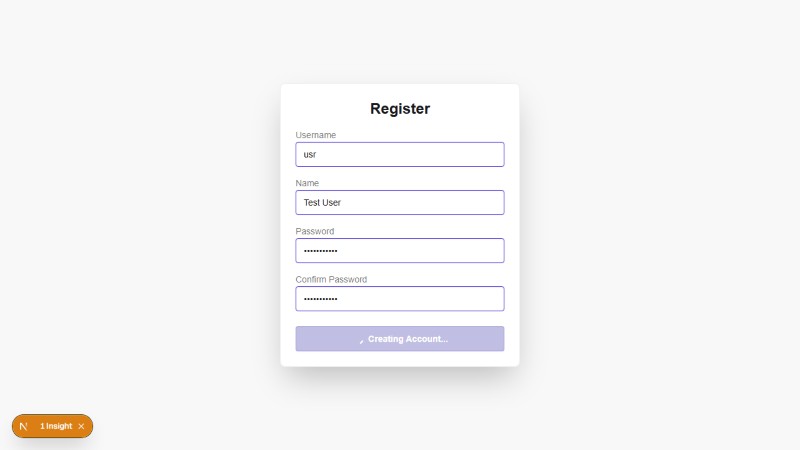 Register
Username
usr
Name
Test User
Password
•••••••••••
Confirm Password
•••••••••••
Creating Account...
N 1 Insight ×